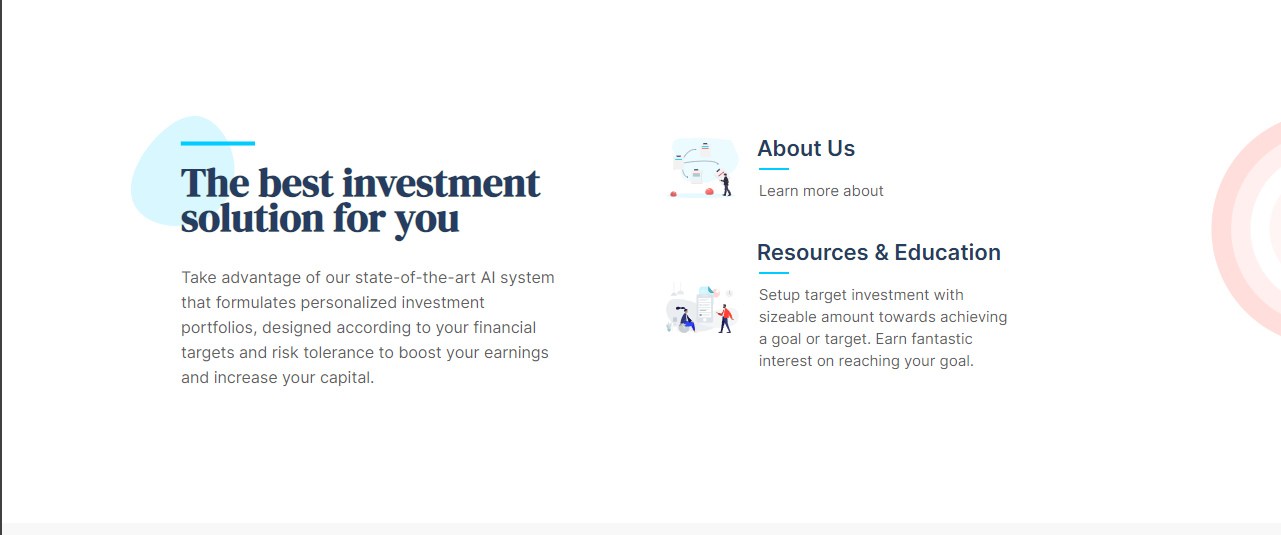 The best investment
solution for you
Take advantage of our state-of-the-art AI system
that formulates personalized investment
portfolios, designed according to your financial
targets and risk tolerance to boost your earnings
and increase your capital.
About Us
Learn more about
Resources & Education
Setup target investment with
sizeable amount towards achieving
a goal or target. Earn fantastic
interest on reaching your goal.